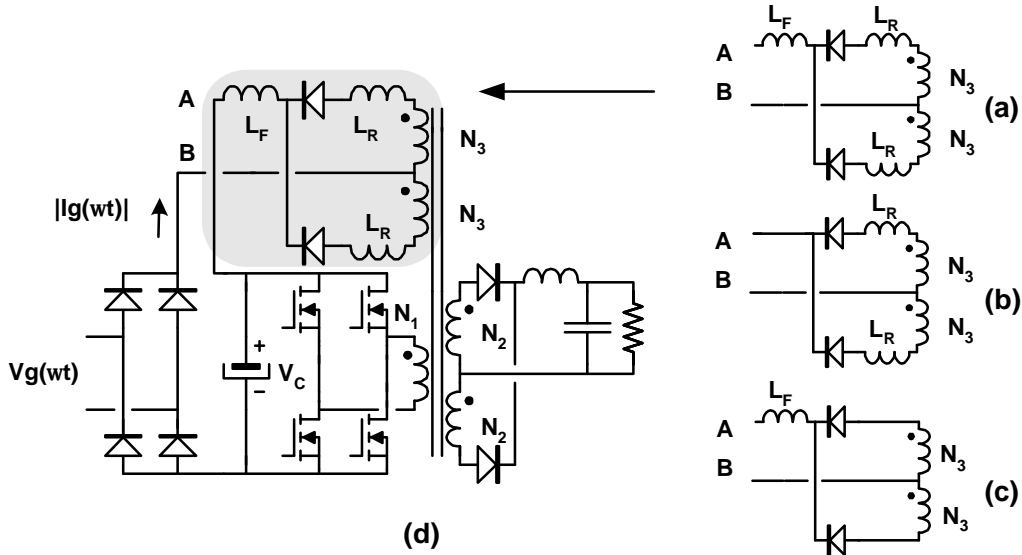 A
L_F
L_R
N_3
B
N_3
L_R
|Ig(wt)|
N_1
N_2
Vg(wt)
+
V_C
−
N_2
(d)
L_F
L_R
A
N_3
B
(a)
N_3
L_R
L_R
A
N_3
B
(b)
N_3
L_R
L_F
A
N_3
B
(c)
N_3